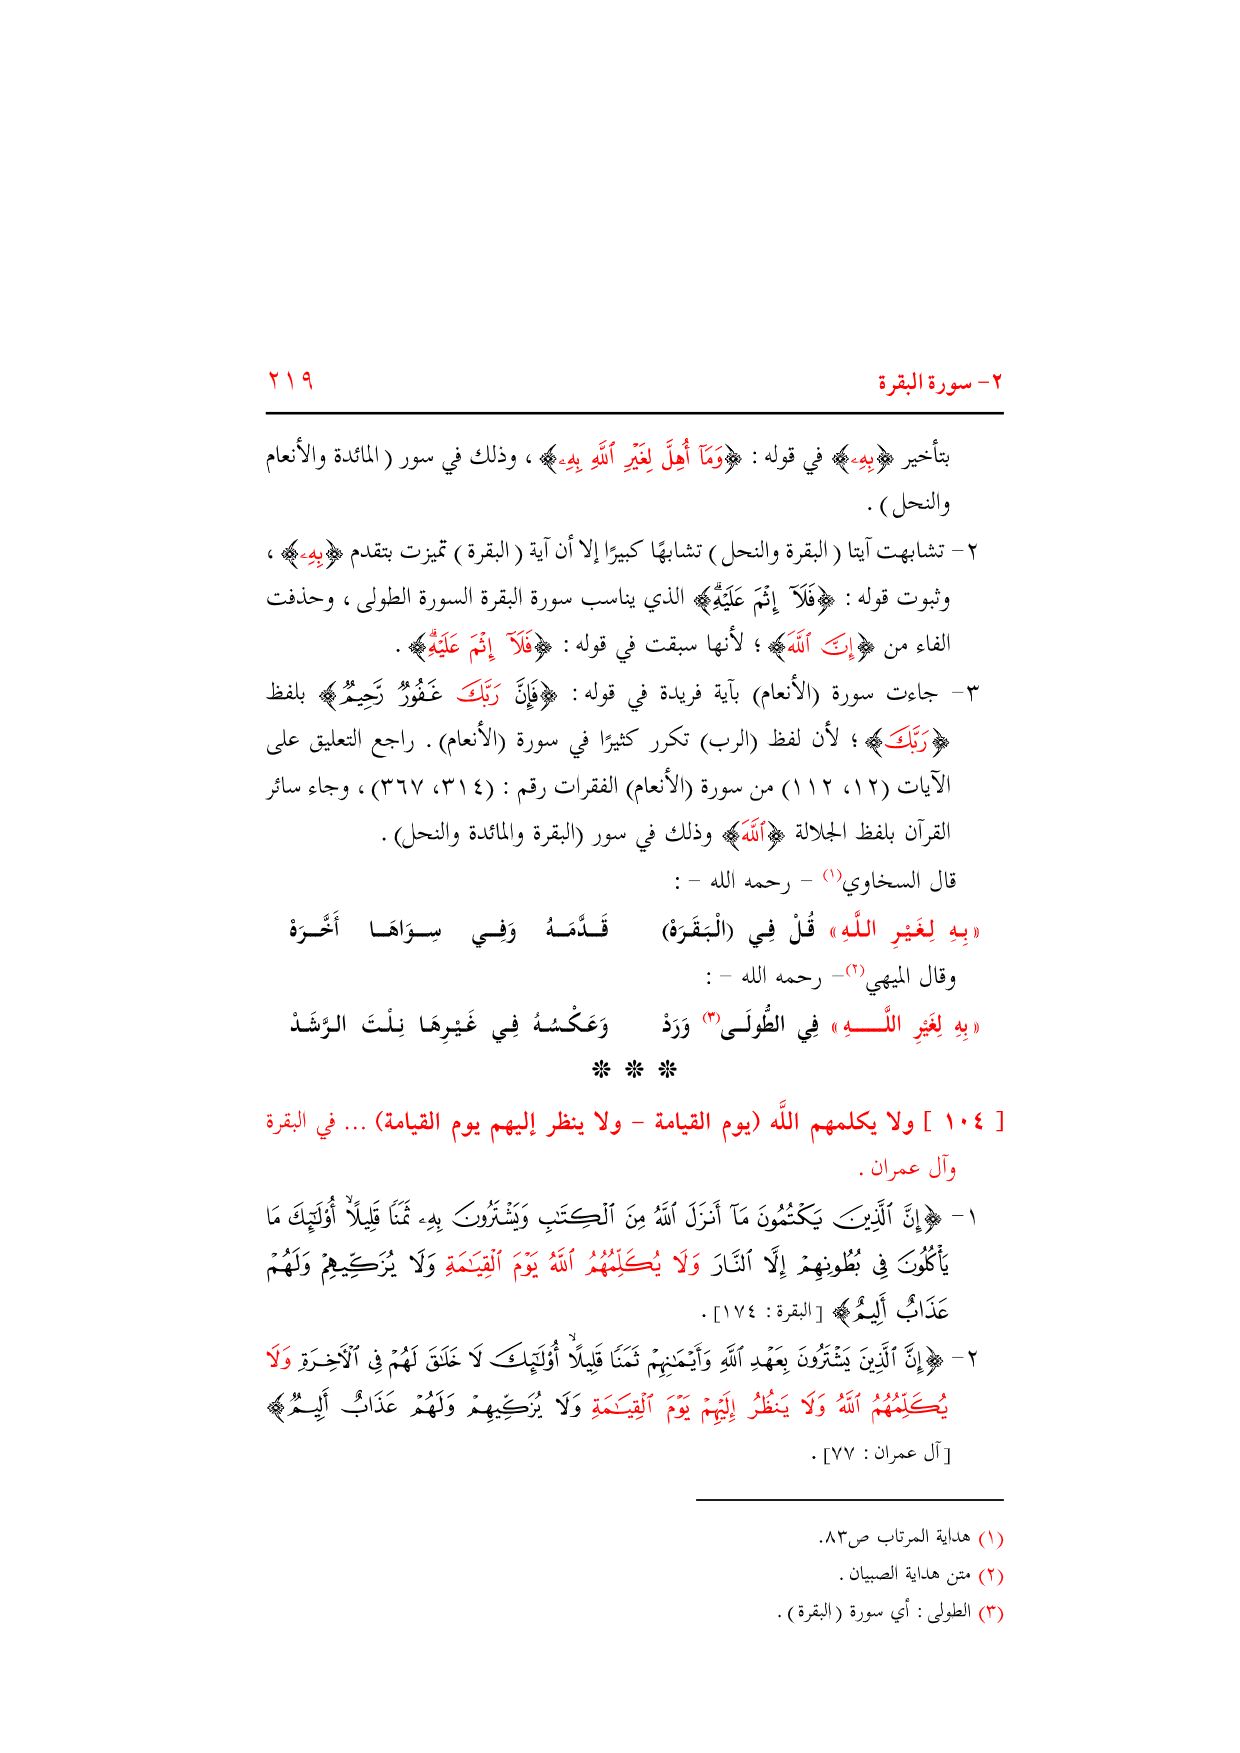 ٢- سورة البقرة ٢١٩
بتأخير ﴿بِهِۦ﴾ في قوله : ﴿وَمَآ أُهِلَّ لِغَيْرِ ٱللَّهِ بِهِۦ﴾ ، وذلك في سور ( المائدة والأنعام
والنحل ) .
٢- تشابهت آيتا ( البقرة والنحل ) تشابهًا كبيرًا إلا أن آية ( البقرة ) تميزت بتقدم ﴿بِهِۦ﴾ ،
وثبوت قوله : ﴿فَلَآ إِثْمَ عَلَيْهِۚ﴾ الذي يناسب سورة البقرة السورة الطولى ، وحذفت
الفاء من ﴿إِنَّ ٱللَّهَ﴾ ؛ لأنها سبقت في قوله : ﴿فَلَآ إِثْمَ عَلَيْهِۚ﴾ .
٣- جاءت سورة (الأنعام) بآية فريدة في قوله : ﴿فَإِنَّ رَبَّكَ غَفُورٌ رَّحِيمٌ﴾ بلفظ
﴿رَبَّكَ﴾ ؛ لأن لفظ (الرب) تكرر كثيرًا في سورة (الأنعام) . راجع التعليق على
الآيات (١٢، ١١٢) من سورة (الأنعام) الفقرات رقم : (٣١٤، ٣٦٧) ، وجاء سائر
القرآن بلفظ الجلالة ﴿ٱللَّهَ﴾ وذلك في سور (البقرة والمائدة والنحل) .
قال السخاوي(١) – رحمه الله – :
«بِهِ لِغَيْرِ اللَّهِ» قُلْ فِي (الْبَقَرَهْ) قَدَّمَهُ وَفِي سِوَاهَا أَخَّرَهْ
وقال الميهي(٢)– رحمه الله – :
«بِهِ لِغَيْرِ اللَّهِ» فِي الطُّولَى(٣) وَرَدْ وَعَكْسُهُ فِي غَيْرِهَا نِلْتَ الرَّشَدْ
* * *
[ ١٠٤ ] ولا يكلمهم اللَّه (يوم القيامة – ولا ينظر إليهم يوم القيامة) ... في البقرة
وآل عمران .
١- ﴿إِنَّ ٱلَّذِينَ يَكْتُمُونَ مَآ أَنزَلَ ٱللَّهُ مِنَ ٱلْكِتَٰبِ وَيَشْتَرُونَ بِهِۦ ثَمَنًا قَلِيلًاۙ أُو۟لَٰٓئِكَ مَا
يَأْكُلُونَ فِى بُطُونِهِمْ إِلَّا ٱلنَّارَ وَلَا يُكَلِّمُهُمُ ٱللَّهُ يَوْمَ ٱلْقِيَٰمَةِ وَلَا يُزَكِّيهِمْ وَلَهُمْ
عَذَابٌ أَلِيمٌ﴾ [البقرة : ١٧٤] .
٢- ﴿إِنَّ ٱلَّذِينَ يَشْتَرُونَ بِعَهْدِ ٱللَّهِ وَأَيْمَٰنِهِمْ ثَمَنًا قَلِيلًاۙ أُو۟لَٰٓئِكَ لَا خَلَٰقَ لَهُمْ فِى ٱلْءَاخِرَةِ وَلَا
يُكَلِّمُهُمُ ٱللَّهُ وَلَا يَنظُرُ إِلَيْهِمْ يَوْمَ ٱلْقِيَٰمَةِ وَلَا يُزَكِّيهِمْ وَلَهُمْ عَذَابٌ أَلِيمٌ﴾
[آل عمران : ٧٧] .
(١) هداية المرتاب ص٨٣.
(٢) متن هداية الصبيان .
(٣) الطولى : أي سورة ( البقرة ) .